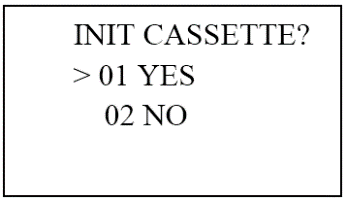 INIT CASSETTE?
> 01 YES
02 NO